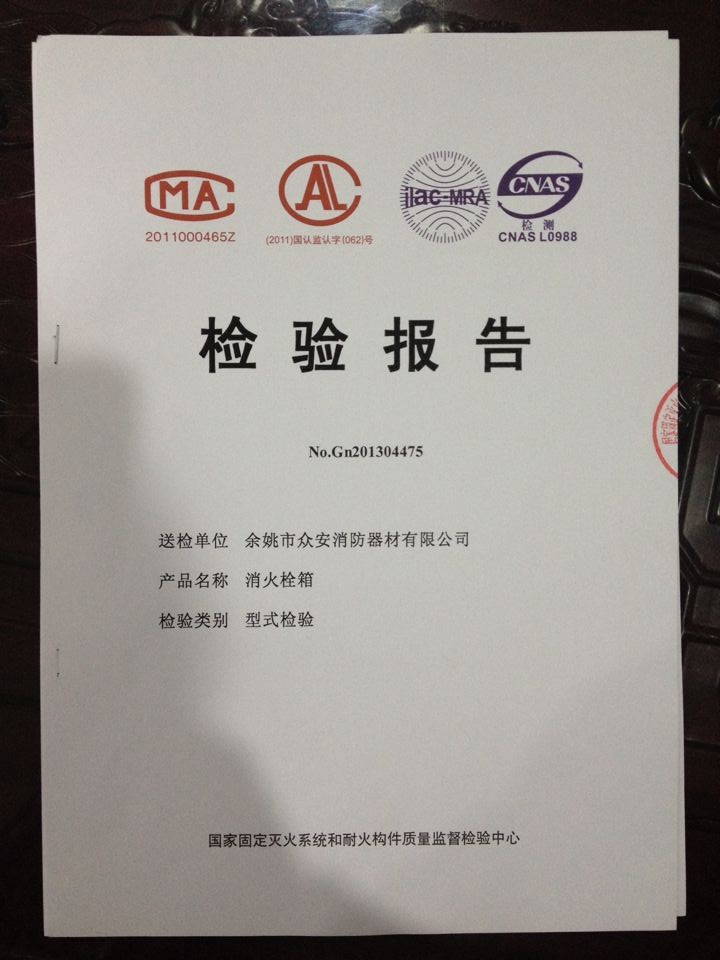 MA
AL
ilac-MRA
CNAS
检 测
2011000465Z
(2011)国认监认字(062)号
CNAS L0988
检 验 报 告
No.Gn201304475
送检单位 余姚市众安消防器材有限公司
产品名称 消火栓箱
检验类别 型式检验
国家固定灭火系统和耐火构件质量监督检验中心